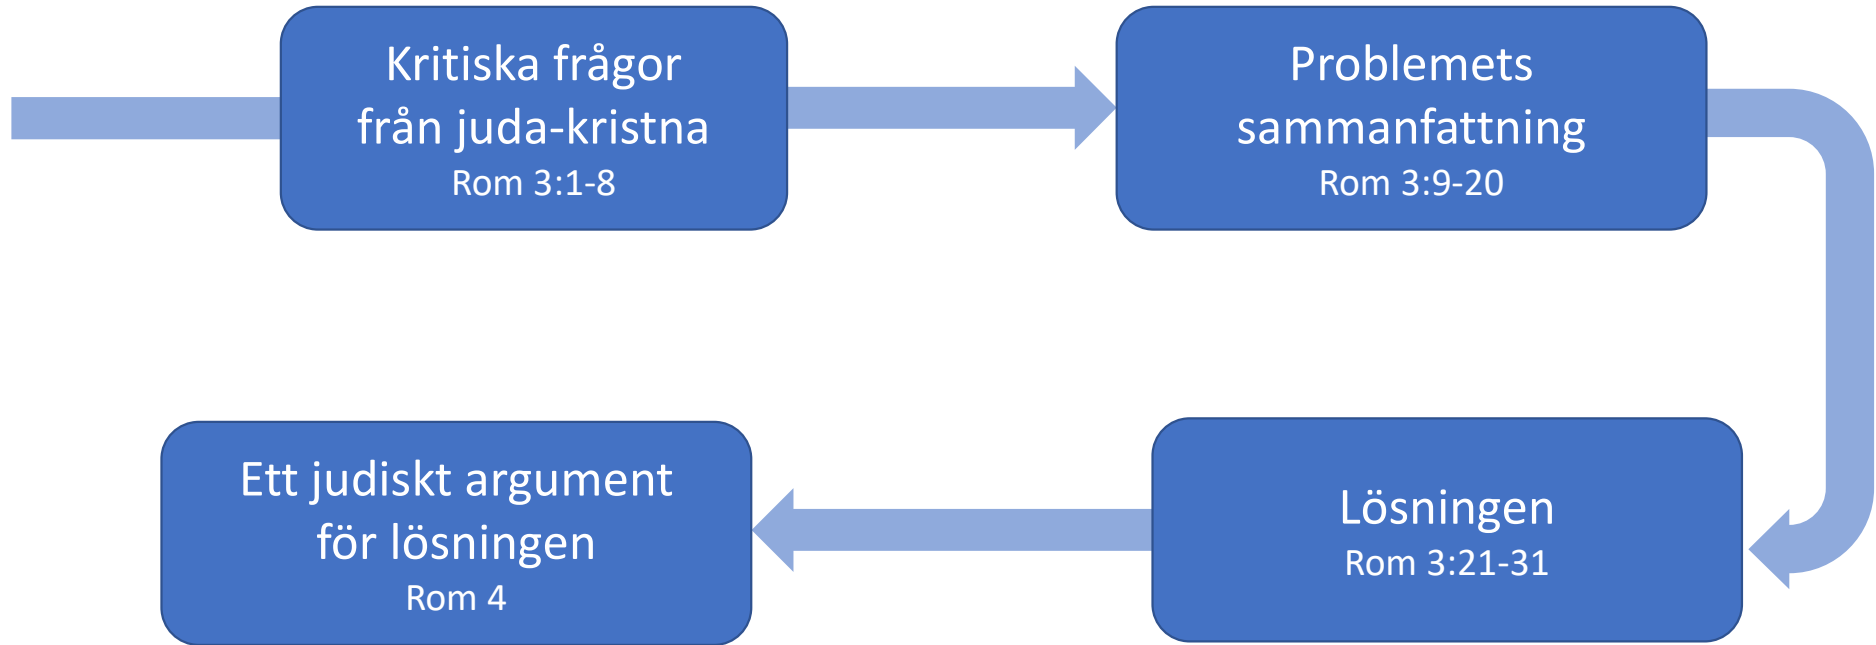 Kritiska frågor
från juda-kristna
Rom 3:1-8
Problemets
sammanfattning
Rom 3:9-20
Lösningen
Rom 3:21-31
Ett judiskt argument
för lösningen
Rom 4